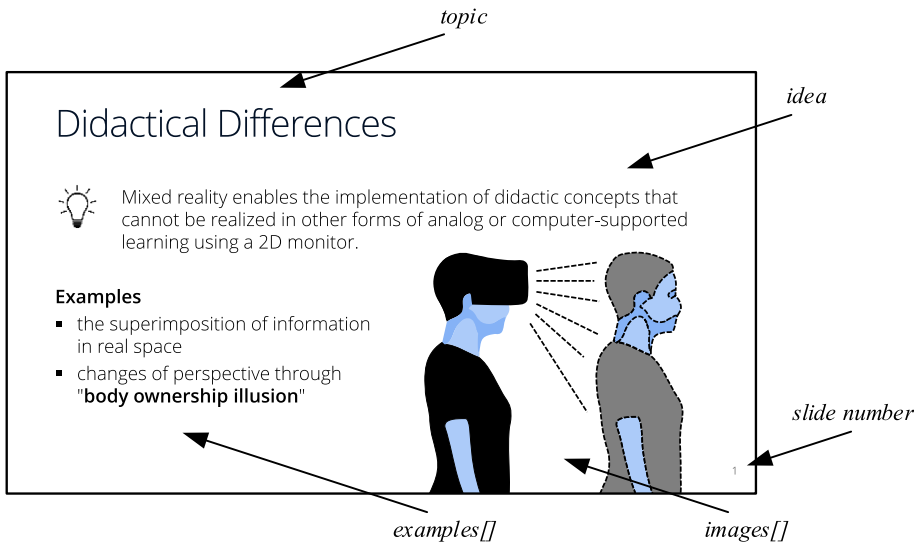 topic
idea
Didactical Differences
Mixed reality enables the implementation of didactic concepts that
cannot be realized in other forms of analog or computer-supported
learning using a 2D monitor.
Examples
▪ the superimposition of information
in real space
▪ changes of perspective through
"body ownership illusion"
slide number
1
examples[]
images[]